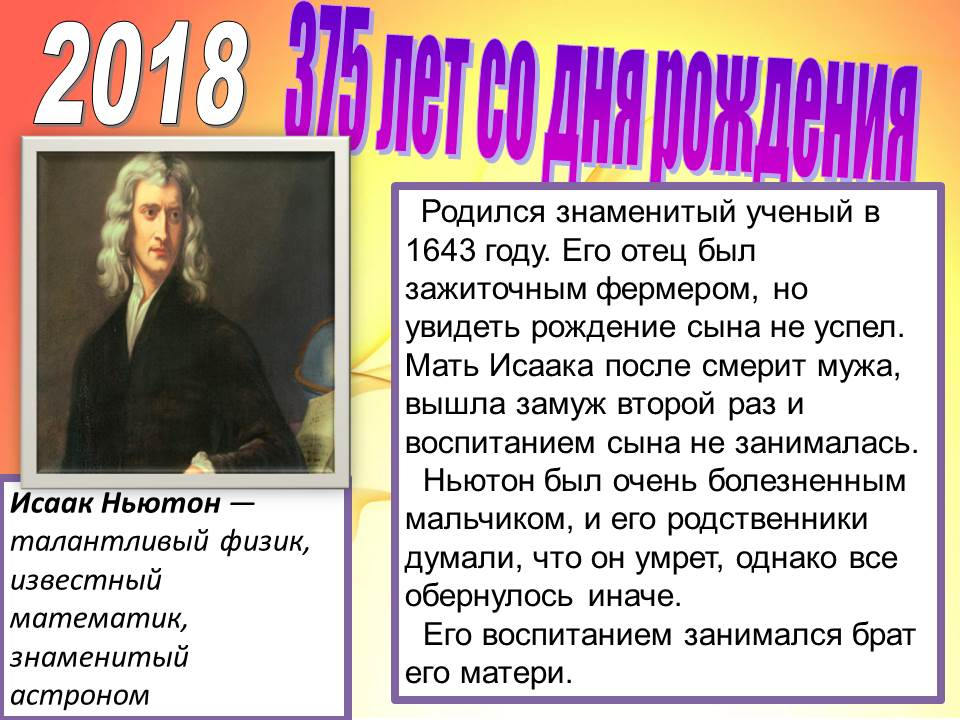 2018
375 лет со дня рождения
Родился знаменитый ученый в
1643 году. Его отец был
зажиточным фермером, но
увидеть рождение сына не успел.
Мать Исаака после смерит мужа,
вышла замуж второй раз и
воспитанием сына не занималась.
Ньютон был очень болезненным
мальчиком, и его родственники
думали, что он умрет, однако все
обернулось иначе.
Его воспитанием занимался брат
его матери.
Исаак Ньютон —
талантливый физик,
известный
математик,
знаменитый
астроном